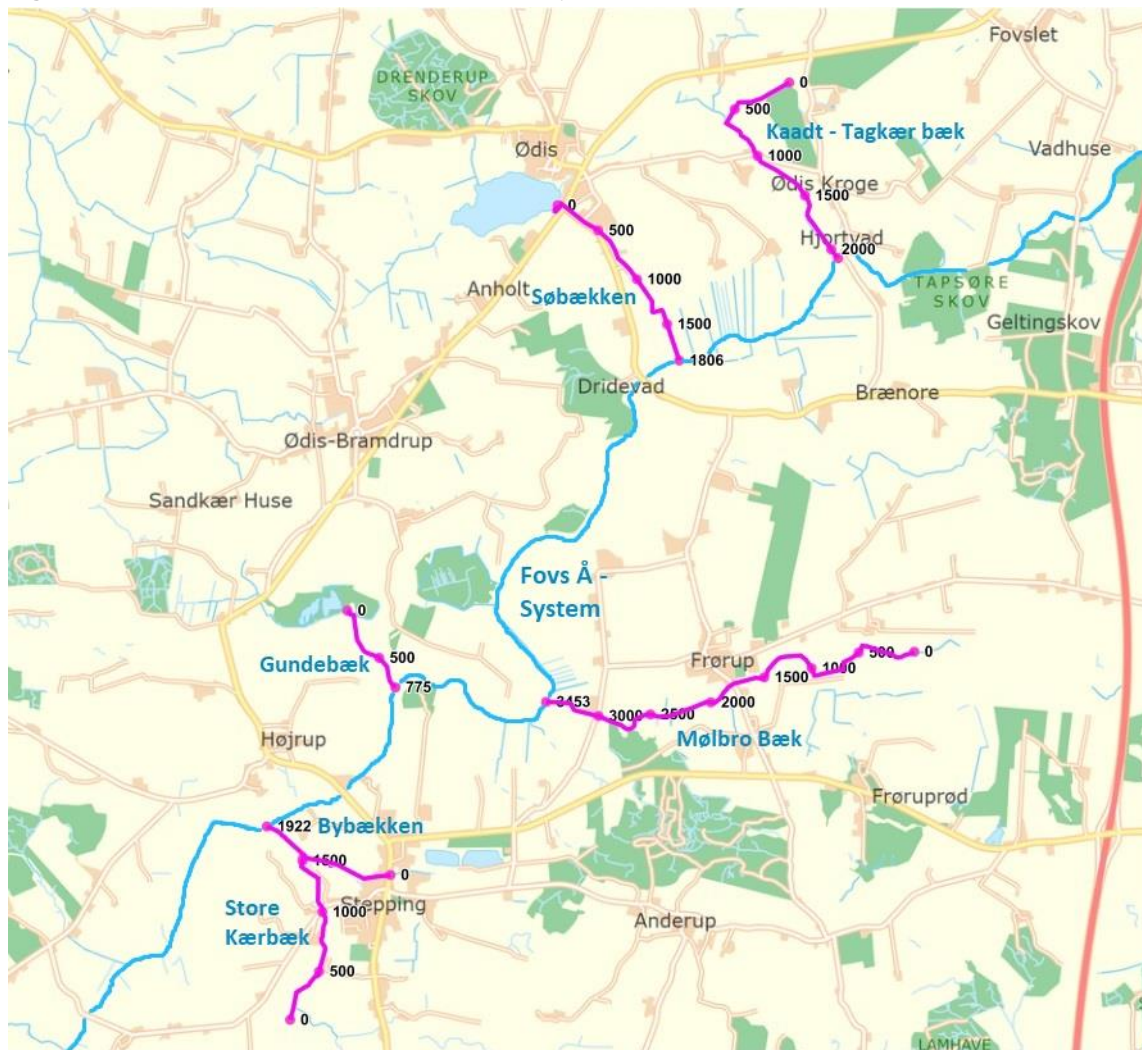 Fovslet
DRENDERUP
SKOV
0
500
Kaadt - Tagkær bæk
Ødis
1000
Vadhuse
Ødis Kroge
0
1500
500
Hjortvad
2000
1000
Anholt
Søbækken
TAPSØRE
SKOV
1500
Geltingskov
1806
Dridevad
Brænore
Ødis-Bramdrup
Sandkær Huse
Fovs Å -
System
0
Gundebæk
500
775
Frørup
500
0
1000
1500
2000
3453
3000
2500
Mølbro Bæk
Højrup
Frøruprød
1922
Bybækken
1500
0
Stepping
Store
Kærbæk
1000
Anderup
500
0
LAMHAVE